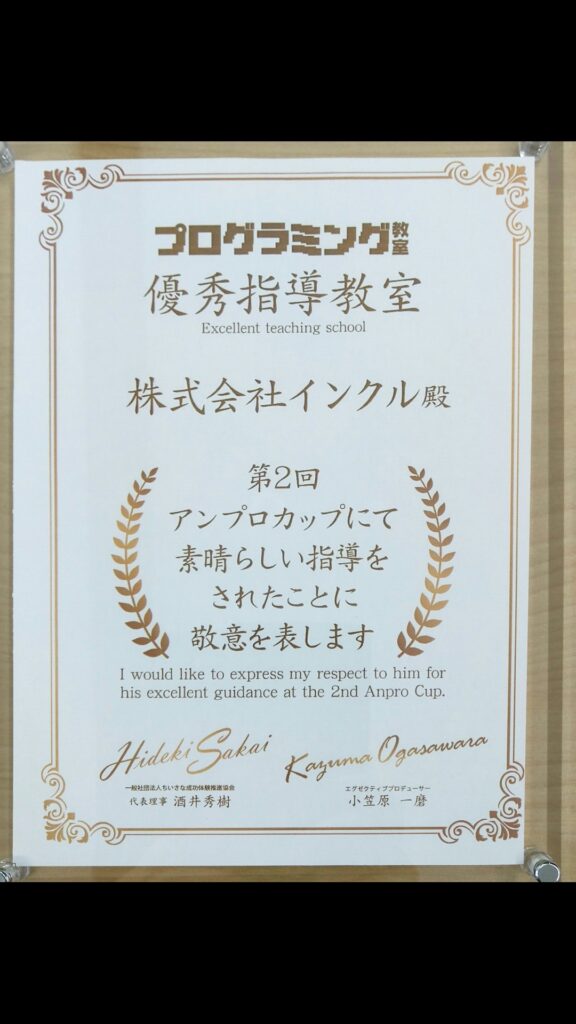 プログラミング教室
優秀指導教室
Excellent teaching school
株式会社インクル殿
第2回
アンプロカップにて
素晴らしい指導を
されたことに
敬意を表します
I would like to express my respect to him for
his excellent guidance at the 2nd Anpro Cup.
Hideki Sakai
一般社団法人ちいさな成功体験推進協会
代表理事 酒井秀樹
Kazuma Ogasawara
エグゼクティブプロデューサー
小笠原 一磨